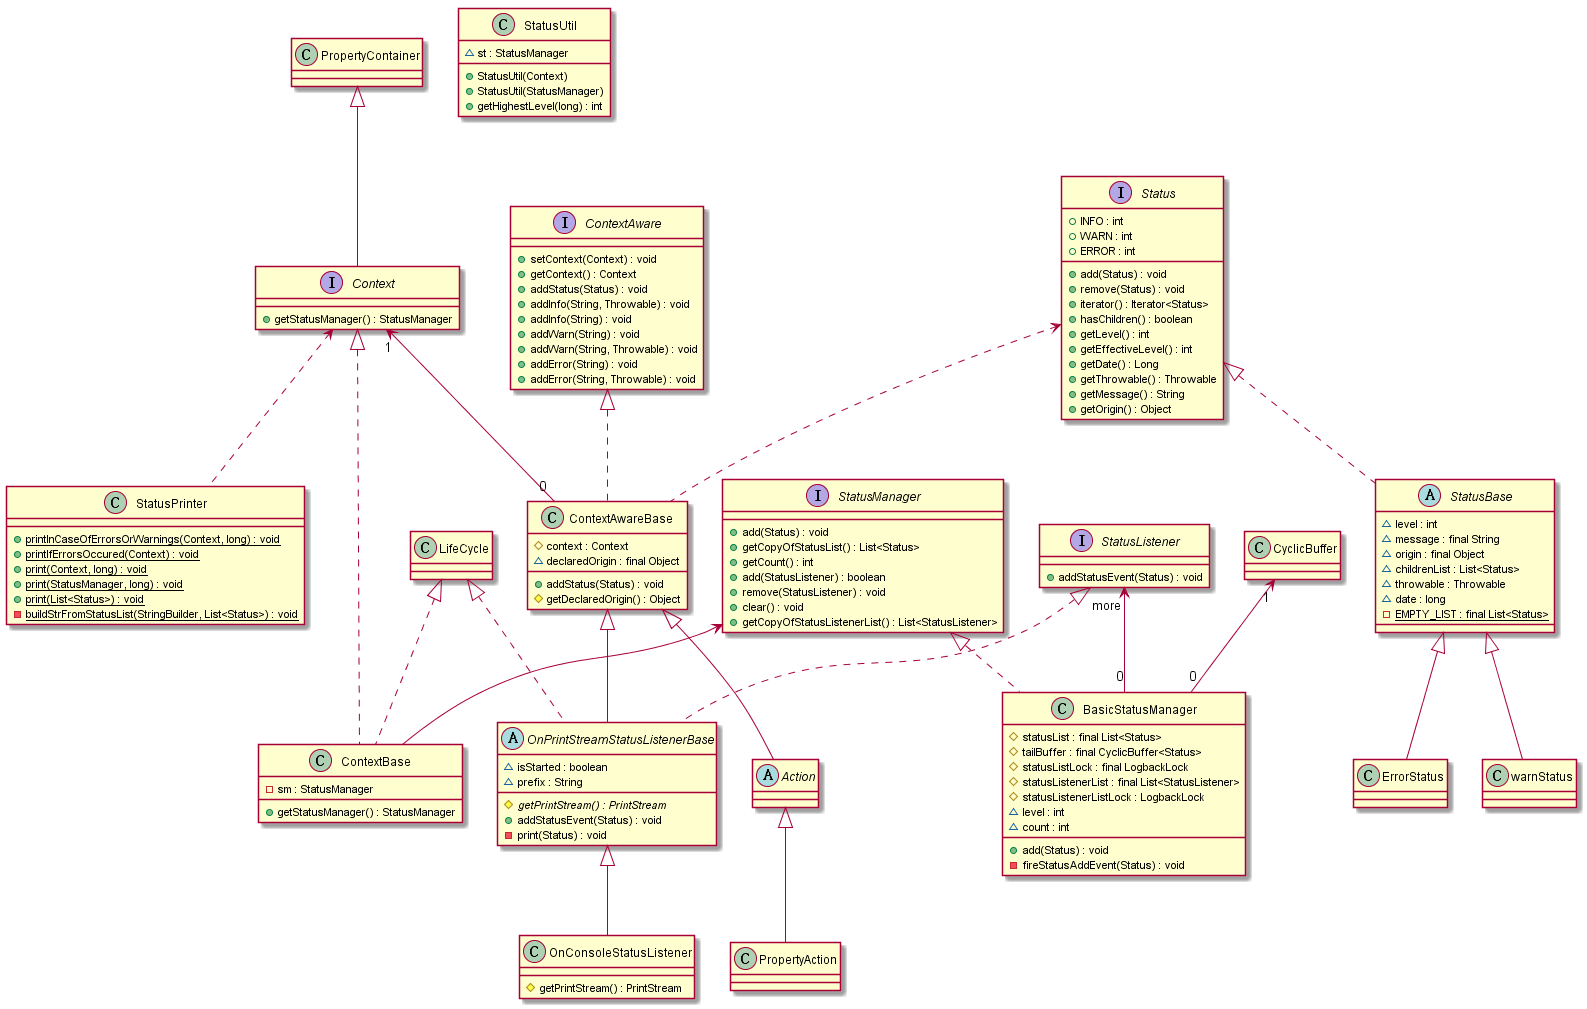 C StatusUtil
st : StatusManager
StatusUtil(Context)
StatusUtil(StatusManager)
getHighestLevel(long) : int
C PropertyContainer
I Status
INFO : int
WARN : int
ERROR : int
add(Status) : void
remove(Status) : void
iterator() : Iterator<Status>
hasChildren() : boolean
getLevel() : int
getEffectiveLevel() : int
getDate() : Long
getThrowable() : Throwable
getMessage() : String
getOrigin() : Object
I ContextAware
setContext(Context) : void
getContext() : Context
addStatus(Status) : void
addInfo(String, Throwable) : void
addInfo(String) : void
addWarn(String) : void
addWarn(String, Throwable) : void
addError(String) : void
addError(String, Throwable) : void
I Context
getStatusManager() : StatusManager
1
0
C StatusPrinter
printInCaseOfErrorsOrWarnings(Context, long) : void
printIfErrorsOccured(Context) : void
print(Context, long) : void
print(StatusManager, long) : void
print(List<Status>) : void
buildStrFromStatusList(StringBuilder, List<Status>) : void
C LifeCycle
C ContextAwareBase
context : Context
declaredOrigin : final Object
addStatus(Status) : void
getDeclaredOrigin() : Object
I StatusManager
add(Status) : void
getCopyOfStatusList() : List<Status>
getCount() : int
add(StatusListener) : boolean
remove(StatusListener) : void
clear() : void
getCopyOfStatusListenerList() : List<StatusListener>
I StatusListener
addStatusEvent(Status) : void
C CyclicBuffer
A StatusBase
level : int
message : final String
origin : final Object
childrenList : List<Status>
throwable : Throwable
date : long
EMPTY_LIST : final List<Status>
more
1
0
0
C ContextBase
sm : StatusManager
getStatusManager() : StatusManager
A OnPrintStreamStatusListenerBase
isStarted : boolean
prefix : String
getPrintStream() : PrintStream
addStatusEvent(Status) : void
print(Status) : void
A Action
C BasicStatusManager
statusList : final List<Status>
tailBuffer : final CyclicBuffer<Status>
statusListLock : final LogbackLock
statusListenerList : final List<StatusListener>
statusListenerListLock : LogbackLock
level : int
count : int
add(Status) : void
fireStatusAddEvent(Status) : void
C ErrorStatus
C warnStatus
C OnConsoleStatusListener
getPrintStream() : PrintStream
C PropertyAction